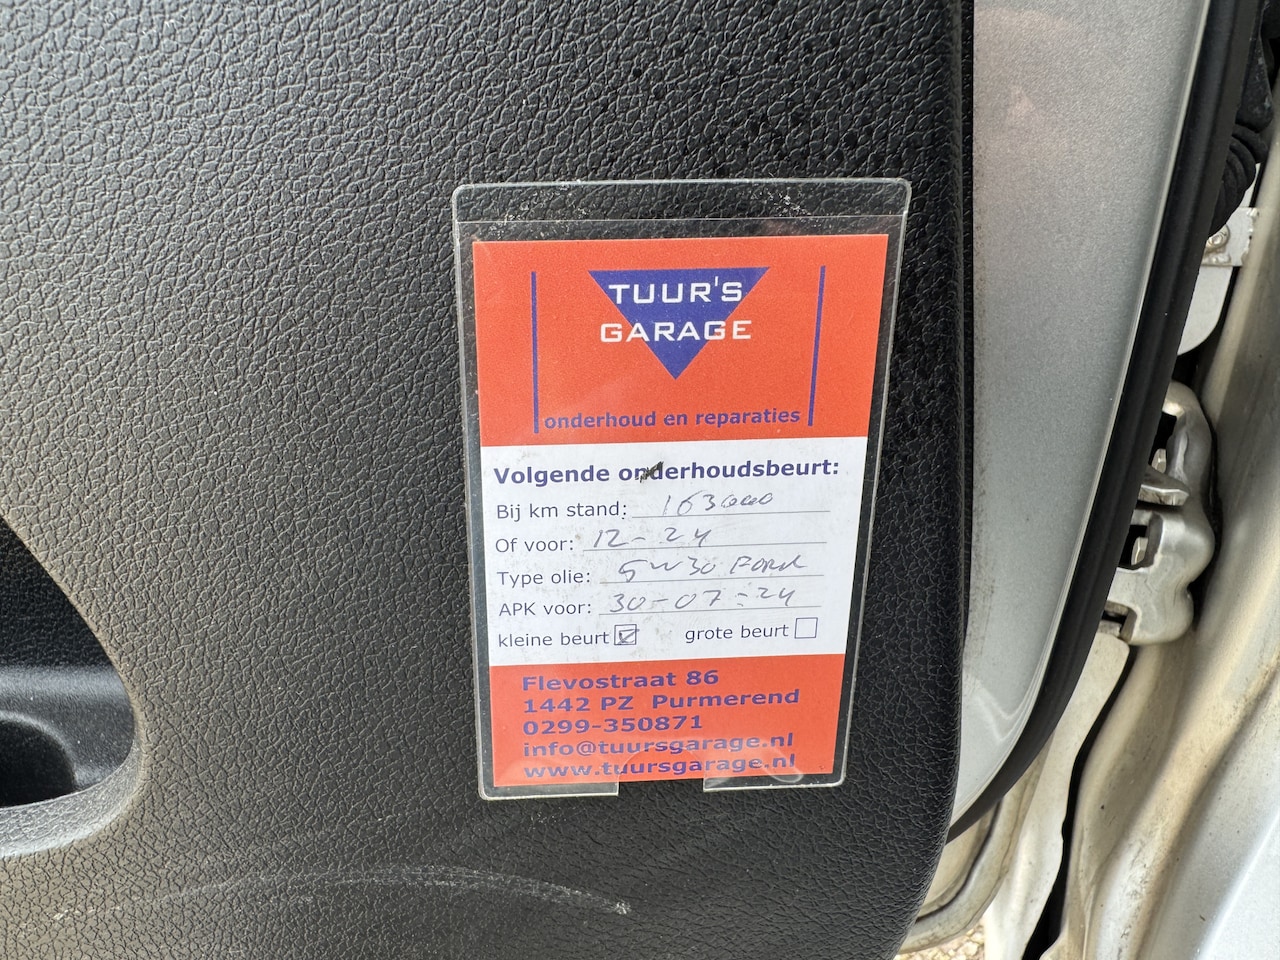 TUUR'S
GARAGE
onderhoud en reparaties
Volgende onderhoudsbeurt:
Bij km stand: 163000
Of voor: 12-24
Type olie: 5W30 FORD
APK voor: 30-07-24
kleine beurt grote beurt
Flevostraat 86
1442 PZ Purmerend
0299-350871
info@tuursgarage.nl
www.tuursgarage.nl